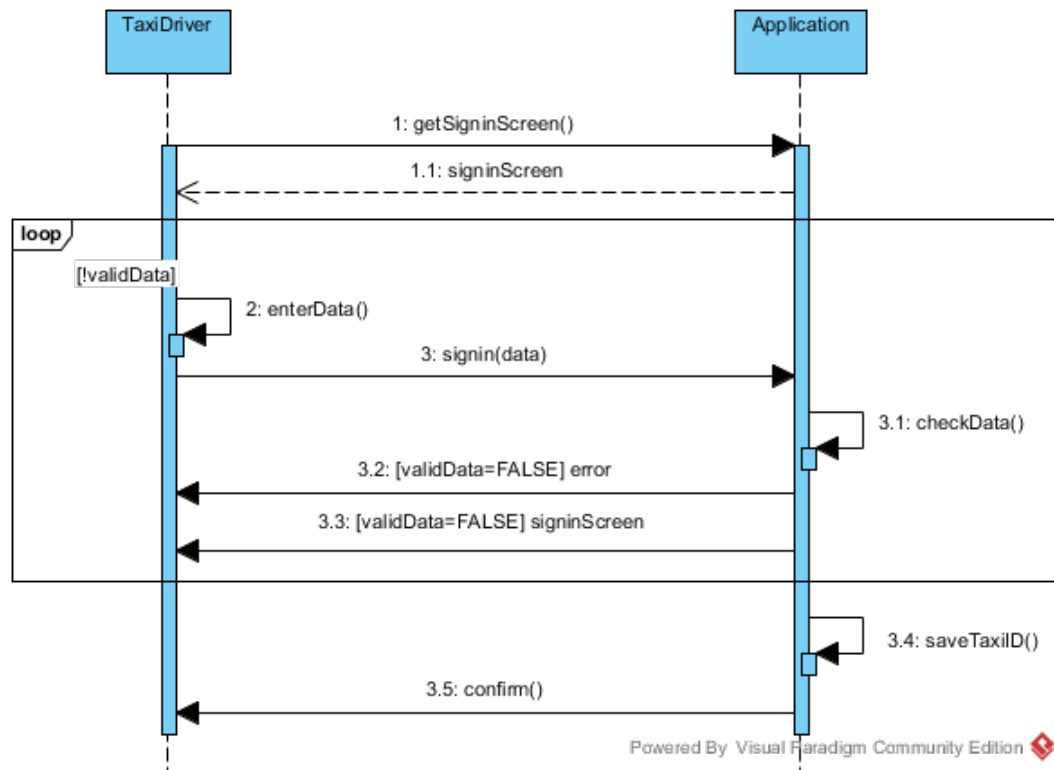 TaxiDriver
Application
1: getSigninScreen()
1.1: signinScreen
loop
[!validData]
2: enterData()
3: signin(data)
3.1: checkData()
3.2: [validData=FALSE] error
3.3: [validData=FALSE] signinScreen
3.4: saveTaxiID()
3.5: confirm()
Powered By Visual Paradigm Community Edition